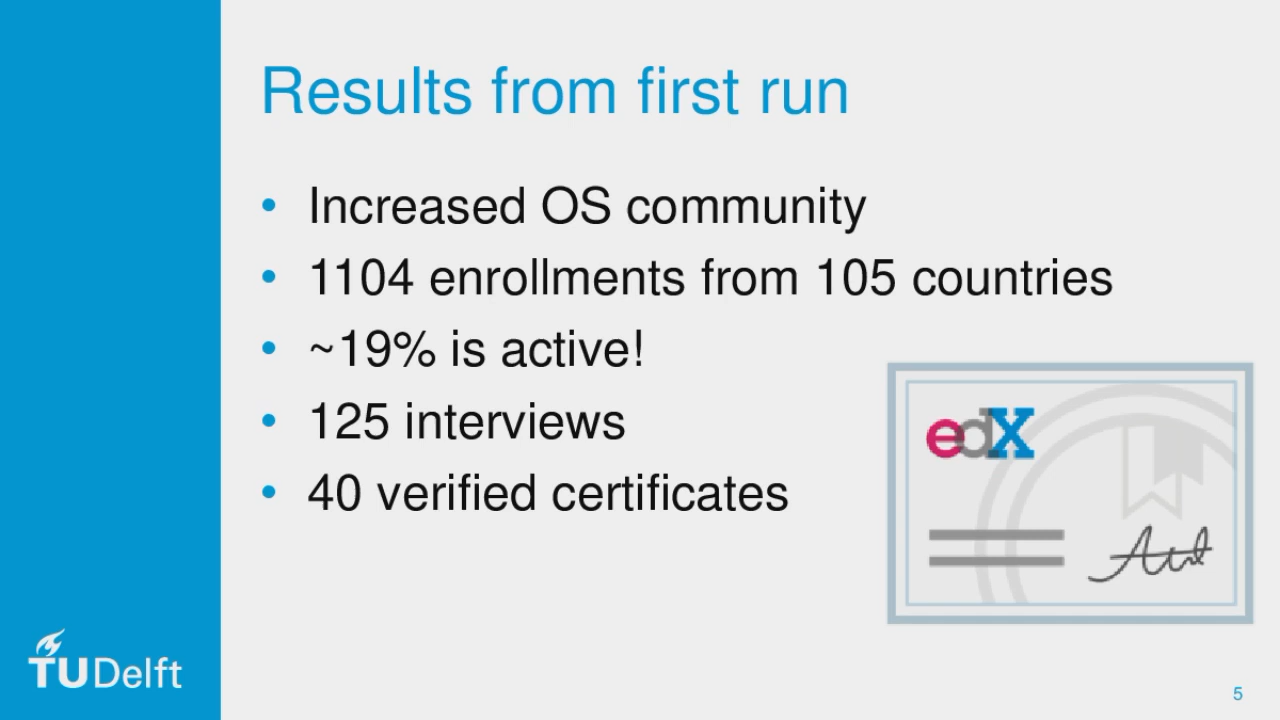 Results from first run
• Increased OS community
• 1104 enrollments from 105 countries
• ~19% is active!
• 125 interviews
• 40 verified certificates
edX
TUDelft
5